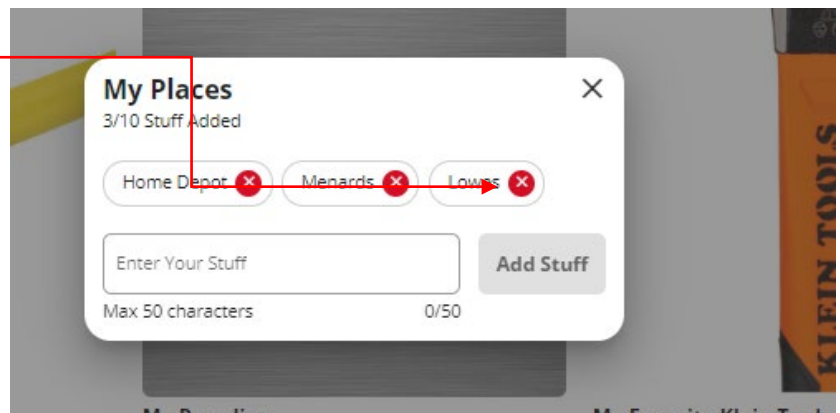 My Places
3/10 Stuff Added
Home Depot Menards Lowes
Enter Your Stuff
Add Stuff
Max 50 characters 0/50
KLEIN TOOLS